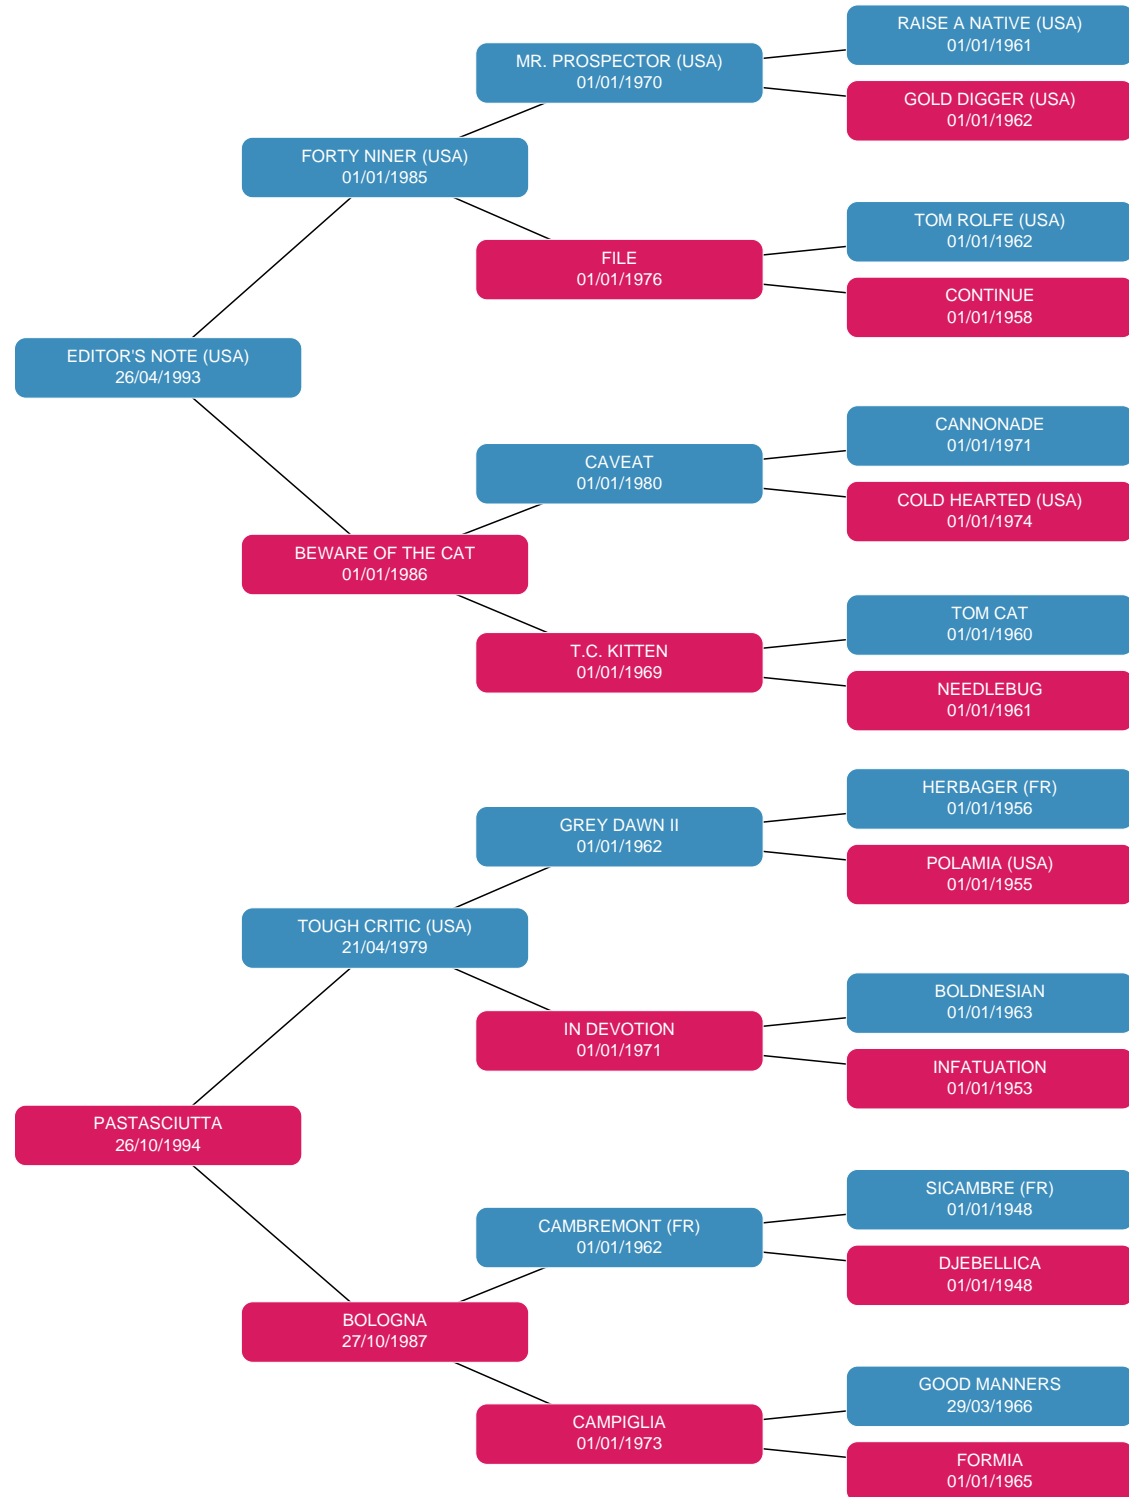 RAISE A NATIVE (USA)
01/01/1961
MR. PROSPECTOR (USA)
01/01/1970
GOLD DIGGER (USA)
01/01/1962
FORTY NINER (USA)
01/01/1985
TOM ROLFE (USA)
01/01/1962
FILE
01/01/1976
CONTINUE
01/01/1958
EDITOR'S NOTE (USA)
26/04/1993
CANNONADE
01/01/1971
CAVEAT
01/01/1980
COLD HEARTED (USA)
01/01/1974
BEWARE OF THE CAT
01/01/1986
TOM CAT
01/01/1960
T.C. KITTEN
01/01/1969
NEEDLEBUG
01/01/1961
HERBAGER (FR)
01/01/1956
GREY DAWN II
01/01/1962
POLAMIA (USA)
01/01/1955
TOUGH CRITIC (USA)
21/04/1979
BOLDNESIAN
01/01/1963
IN DEVOTION
01/01/1971
INFATUATION
01/01/1953
PASTASCIUTTA
26/10/1994
SICAMBRE (FR)
01/01/1948
CAMBREMONT (FR)
01/01/1962
DJEBELLICA
01/01/1948
BOLOGNA
27/10/1987
GOOD MANNERS
29/03/1966
CAMPIGLIA
01/01/1973
FORMIA
01/01/1965